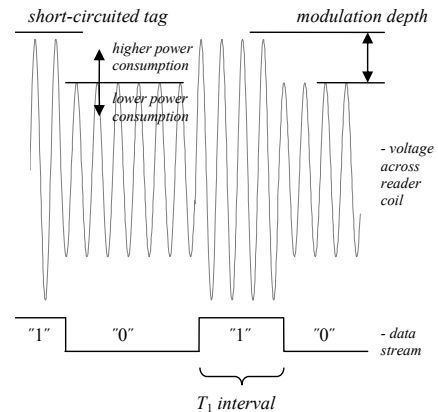 short-circuited tag
modulation depth
higher power
consumption
lower power
consumption
- voltage
across
reader
coil
"1"
"0"
"1"
"0"
- data
stream
T₁ interval